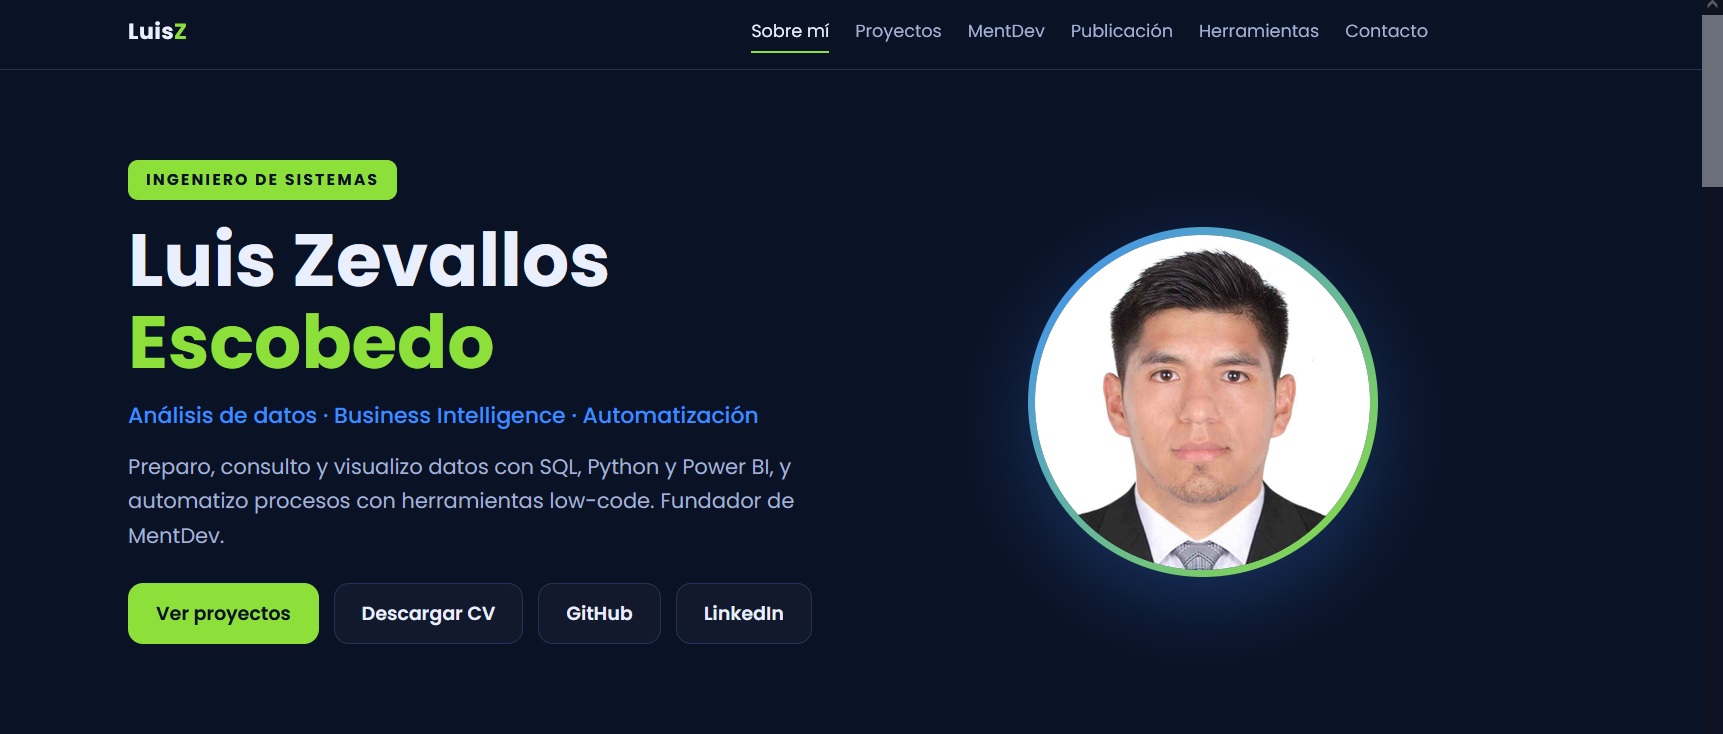 LuisZ
Sobre mí Proyectos MentDev Publicación Herramientas Contacto
INGENIERO DE SISTEMAS
Luis Zevallos
Escobedo
Análisis de datos · Business Intelligence · Automatización
Preparo, consulto y visualizo datos con SQL, Python y Power BI, y
automatizo procesos con herramientas low-code. Fundador de
MentDev.
Ver proyectos Descargar CV GitHub LinkedIn